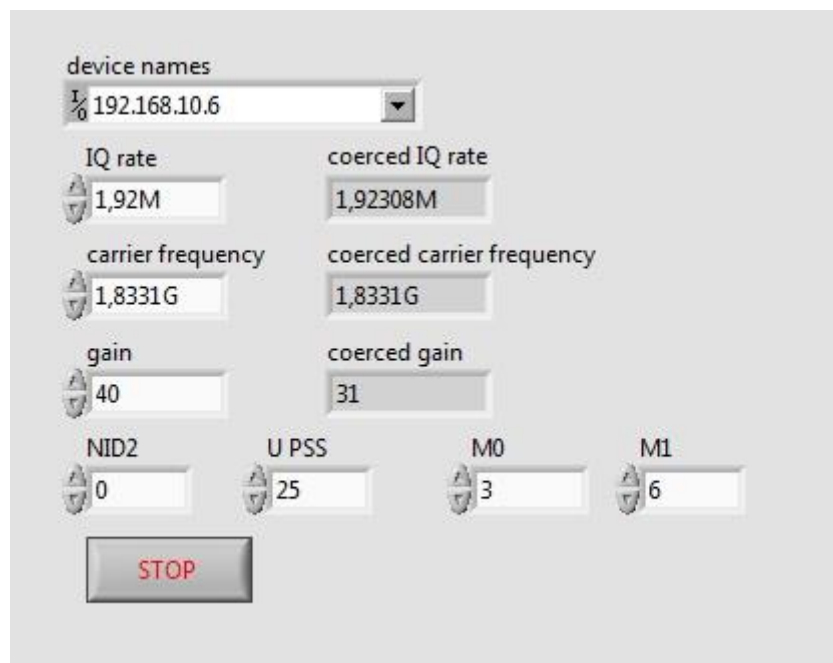 device names
I/O 192.168.10.6
IQ rate
coerced IQ rate
1,92M
1,92308M
carrier frequency
coerced carrier frequency
1,8331G
1,8331G
gain
coerced gain
40
31
NID2
U PSS
M0
M1
0
25
3
6
STOP